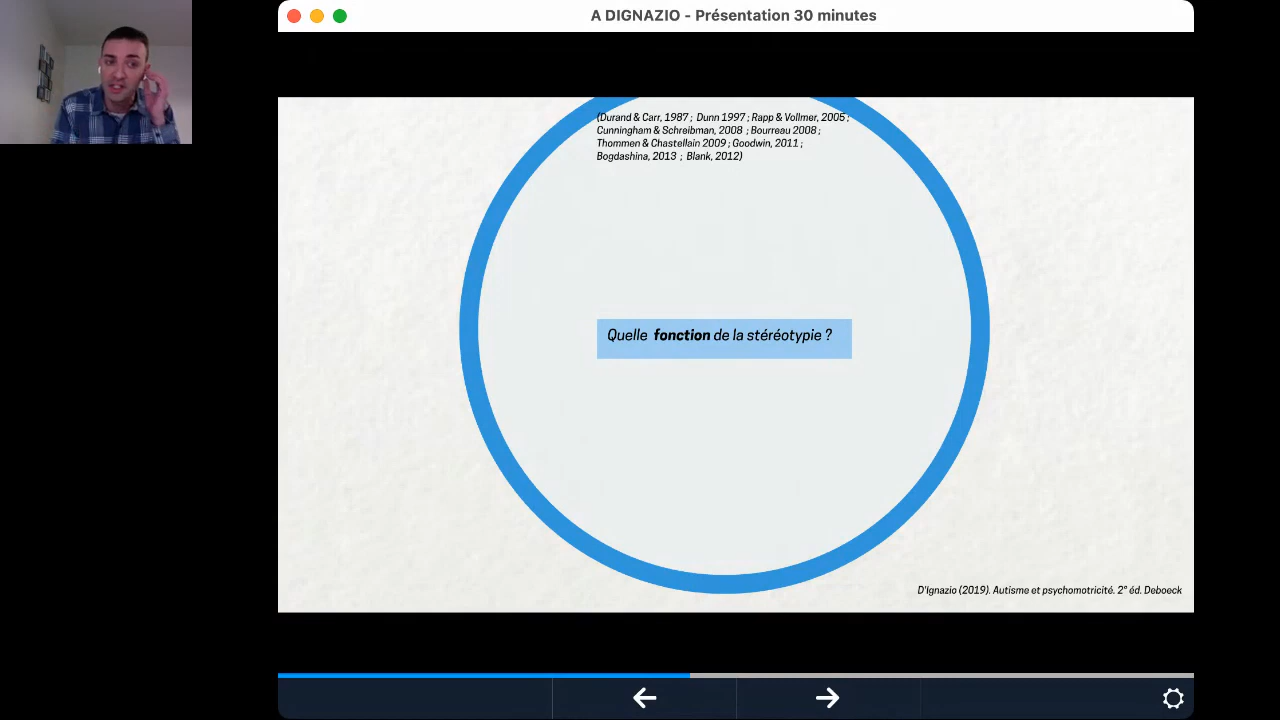 A DIGNAZIO - Présentation 30 minutes
(Durand & Carr, 1987 ; Dunn 1997 ; Rapp & Vollmer, 2005 ;
Cunningham & Schreibman, 2008 ; Bourreau 2008 ;
Thommen & Chastellain 2009 ; Goodwin, 2011 ;
Bogdashina, 2013 ; Blank, 2012)
Quelle fonction de la stéréotypie ?
D'Ignazio (2019). Autisme et psychomotricité. 2° éd. Deboeck